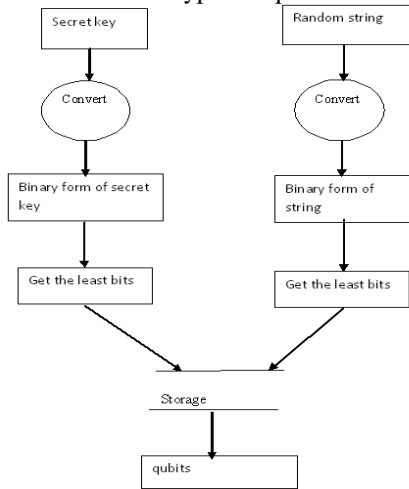 Secret key
Random string
Convert
Convert
Binary form of secret
key
Binary form of
string
Get the least bits
Get the least bits
Storage
qubits